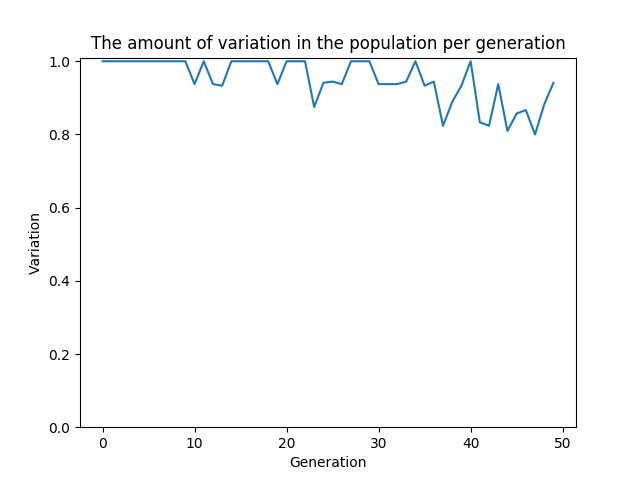 The amount of variation in the population per generation
1.0
0.8
0.6
0.4
0.2
0.0
Variation
0 10 20 30 40 50
Generation